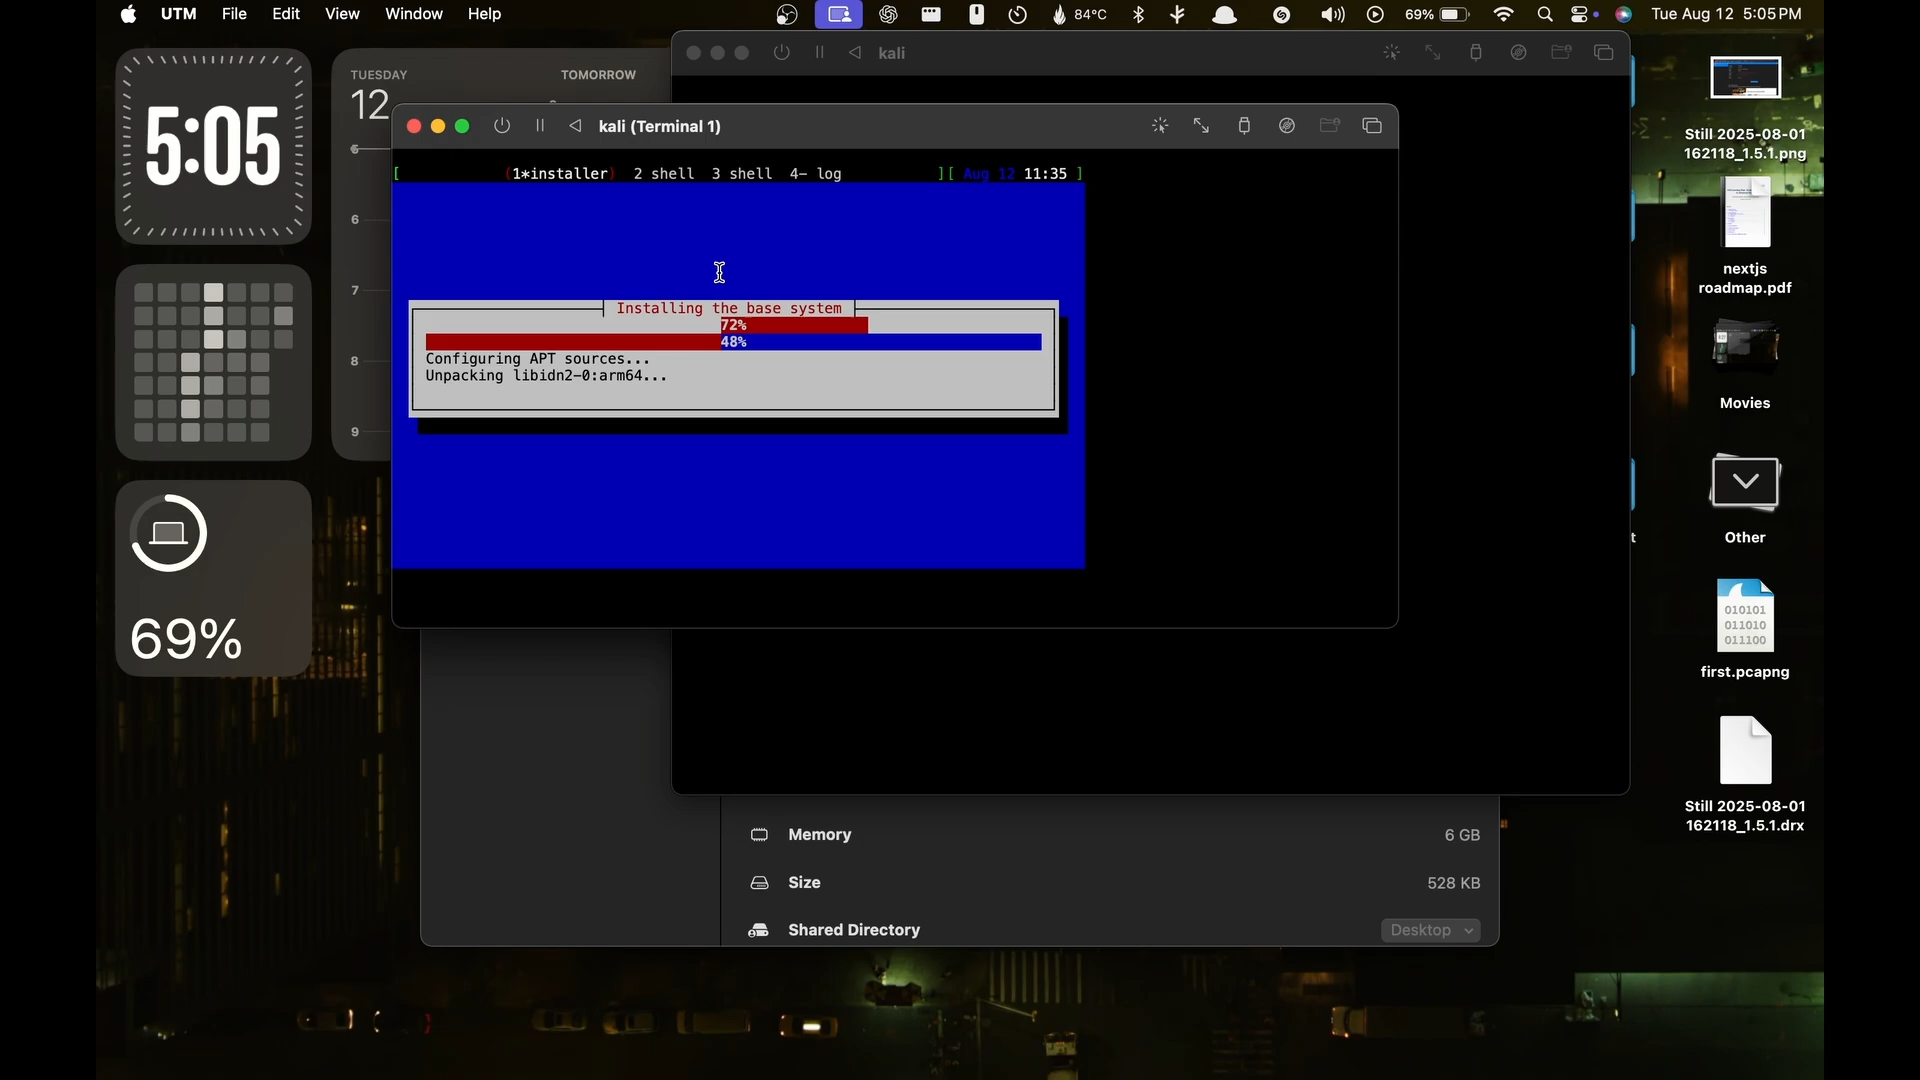 UTM File Edit View Window Help
84°C 69% Tue Aug 12 5:05 PM
5:05
TUESDAY
12
TOMORROW
6
7
8
9
69%
kali
kali (Terminal 1)
[ (1*installer) 2 shell 3 shell 4- log ][ Aug 12 11:35 ]
Installing the base system
72%
48%
Configuring APT sources...
Unpacking libidn2-0:arm64...
Memory 6 GB
Size 528 KB
Shared Directory Desktop
Still 2025-08-01
162118_1.5.1.png
nextjs
roadmap.pdf
Movies
Other
010101
011010
011100
first.pcapng
Still 2025-08-01
162118_1.5.1.drx
t